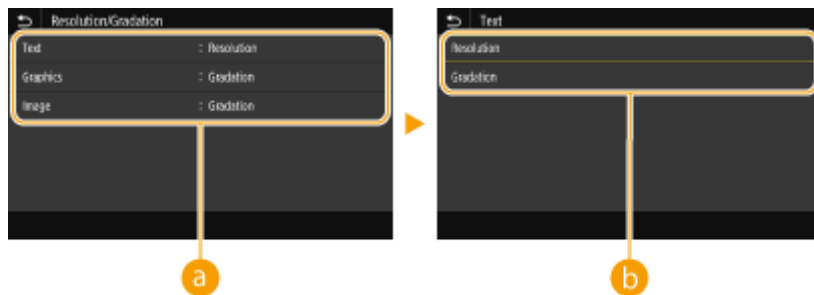 Resolution/Gradation
Text : Resolution
Graphics : Gradation
Image : Gradation
a
Text
Resolution
Gradation
b